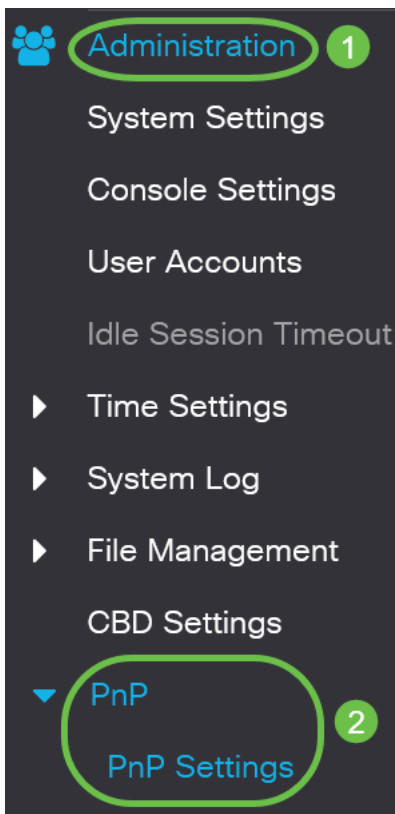 Administration 1
System Settings
Console Settings
User Accounts
Idle Session Timeout
Time Settings
System Log
File Management
CBD Settings
PnP
2
PnP Settings